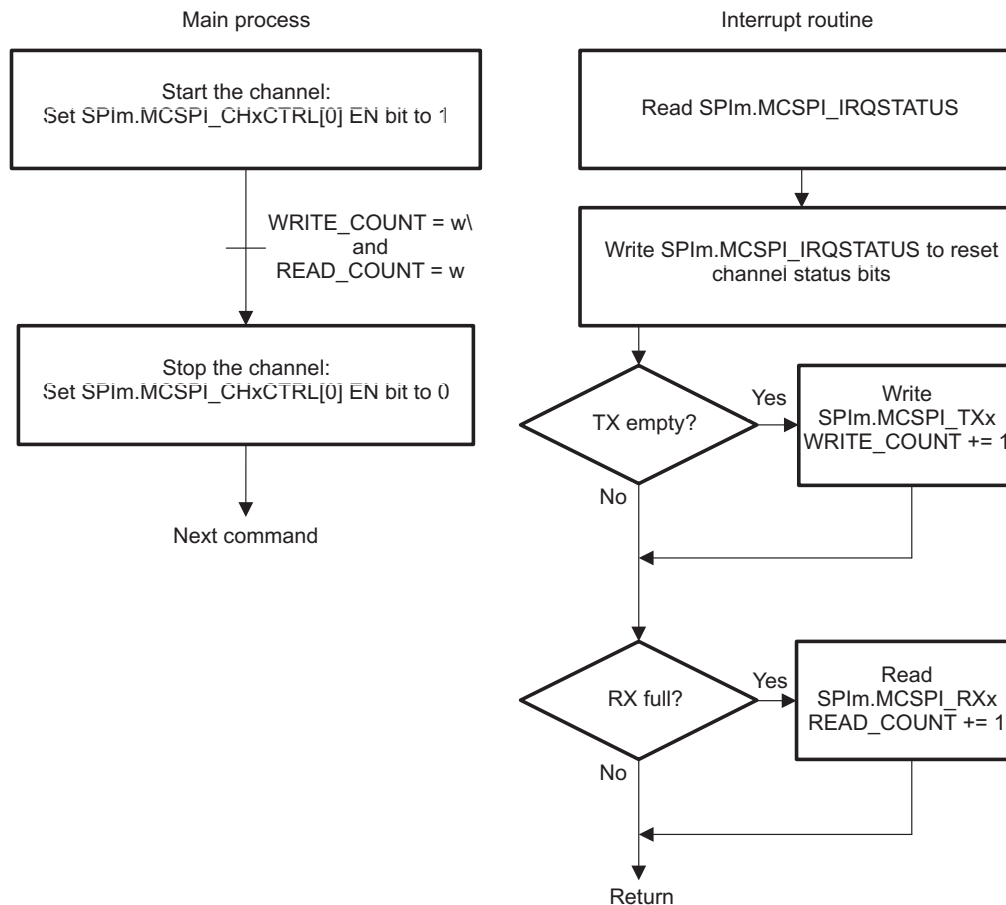 Main process
Start the channel:
Set SPIm.MCSPI_CHxCTRL[0] EN bit to 1
WRITE_COUNT = w\
and
READ_COUNT = w
Stop the channel:
Set SPIm.MCSPI_CHxCTRL[0] EN bit to 0
Next command
Interrupt routine
Read SPIm.MCSPI_IRQSTATUS
Write SPIm.MCSPI_IRQSTATUS to reset
channel status bits
TX empty?
Yes
Write
SPIm.MCSPI_TXx
WRITE_COUNT += 1
No
RX full?
Yes
Read
SPIm.MCSPI_RXx
READ_COUNT += 1
No
Return